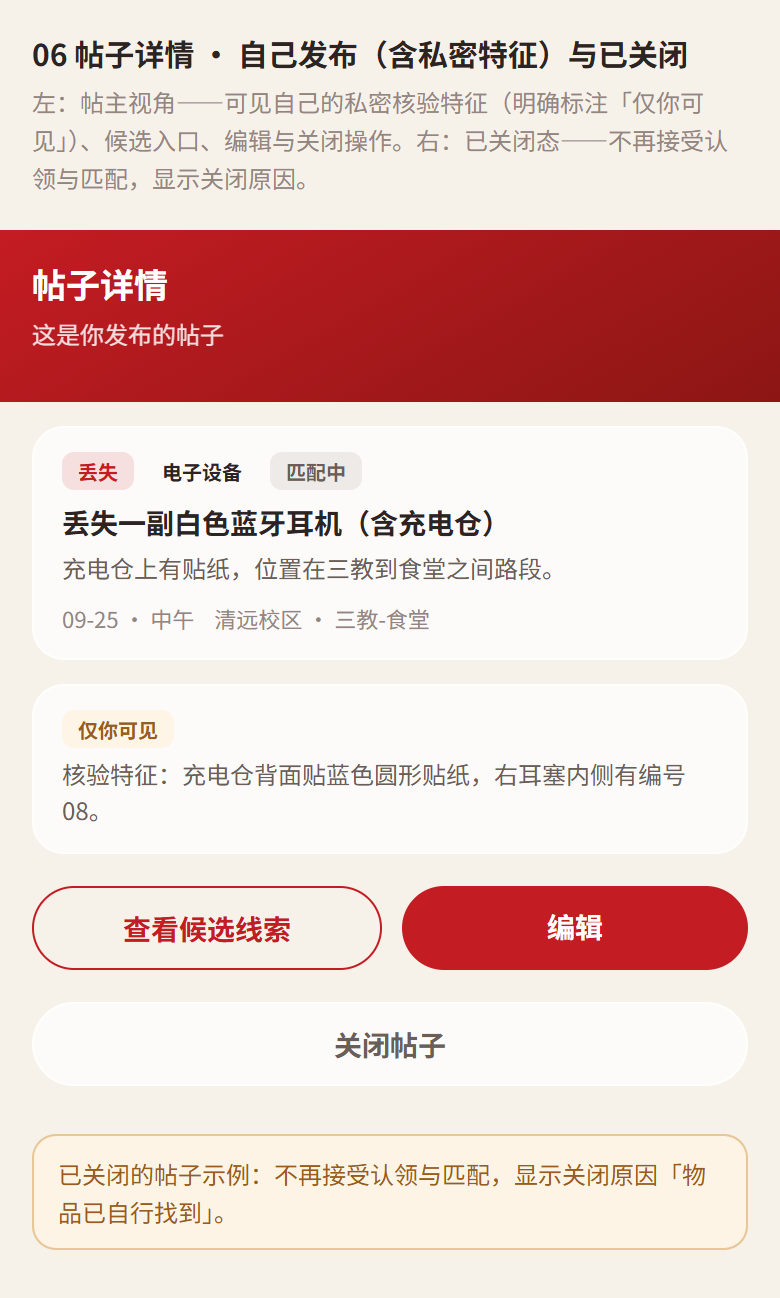 06 帖子详情 · 自己发布（含私密特征）与已关闭
左：帖主视角——可见自己的私密核验特征（明确标注「仅你可
见」）、候选入口、编辑与关闭操作。右：已关闭态——不再接受认
领与匹配，显示关闭原因。
帖子详情
这是你发布的帖子
丢失 电子设备 匹配中
丢失一副白色蓝牙耳机（含充电仓）
充电仓上有贴纸，位置在三教到食堂之间路段。
09-25 · 中午 清远校区 · 三教-食堂
仅你可见
核验特征：充电仓背面贴蓝色圆形贴纸，右耳塞内侧有编号
08。
查看候选线索 编辑
关闭帖子
已关闭的帖子示例：不再接受认领与匹配，显示关闭原因「物
品已自行找到」。